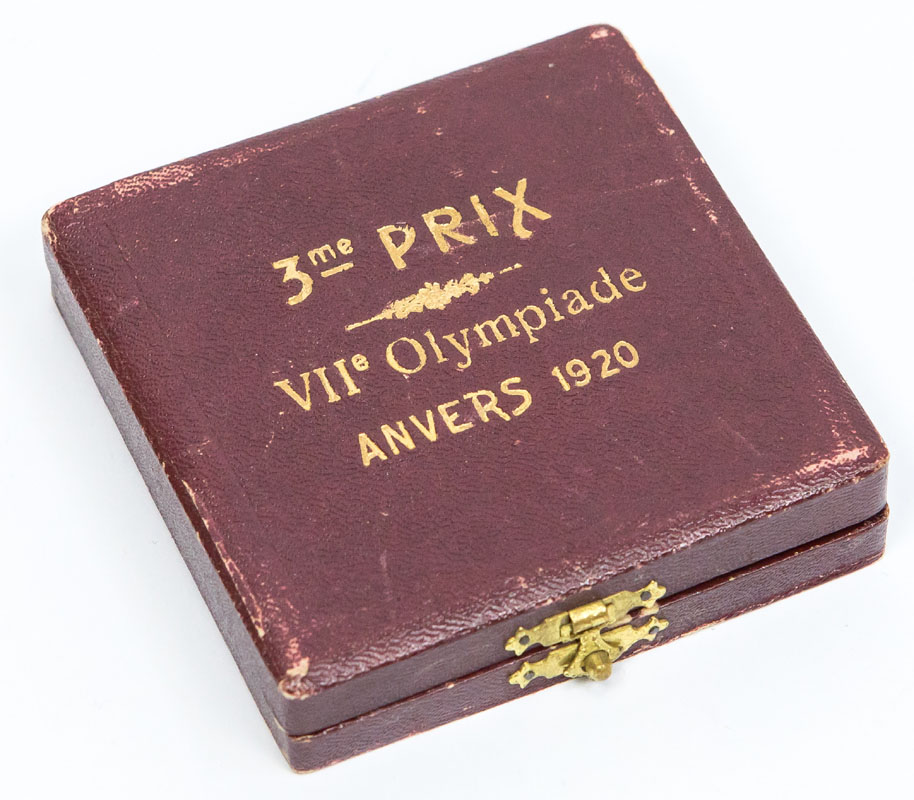 3me PRIX
VIIe Olympiade
ANVERS 1920